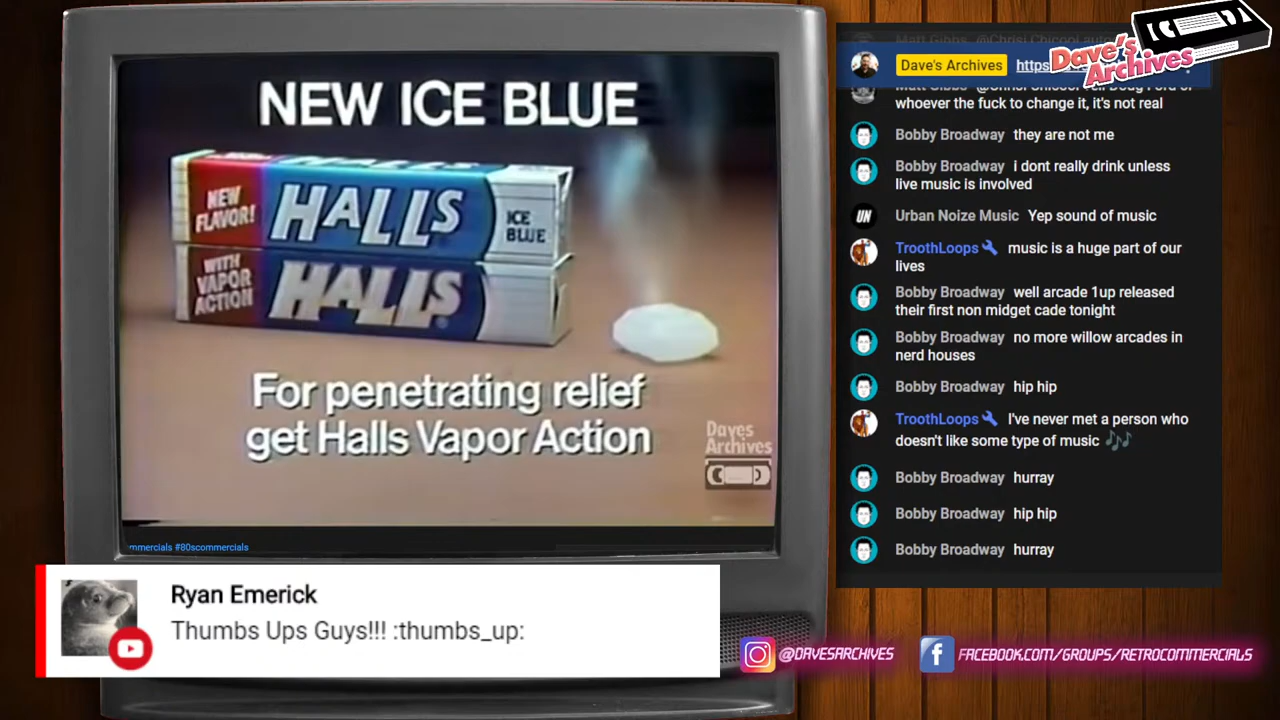 NEW ICE BLUE
NEW
FLAVOR!
HALLS
ICE
BLUE
WITH
VAPOR
ACTION
HALLS
For penetrating relief
get Halls Vapor Action
Daves
Archives
mmercials #80scommercials
Ryan Emerick
Thumbs Ups Guys!!! :thumbs_up:
Dave's
Archives
Dave's Archives https
whoever the fuck to change it, it's not real
Bobby Broadway they are not me
Bobby Broadway i dont really drink unless
live music is involved
UN
Urban Noize Music Yep sound of music
TroothLoops music is a huge part of our
lives
Bobby Broadway well arcade 1up released
their first non midget cade tonight
Bobby Broadway no more willow arcades in
nerd houses
Bobby Broadway hip hip
TroothLoops I've never met a person who
doesn't like some type of music 🎶
Bobby Broadway hurray
Bobby Broadway hip hip
Bobby Broadway hurray
@DAVESARCHIVES
FACEBOOK.COM/GROUPS/RETROCOMMERCIALS